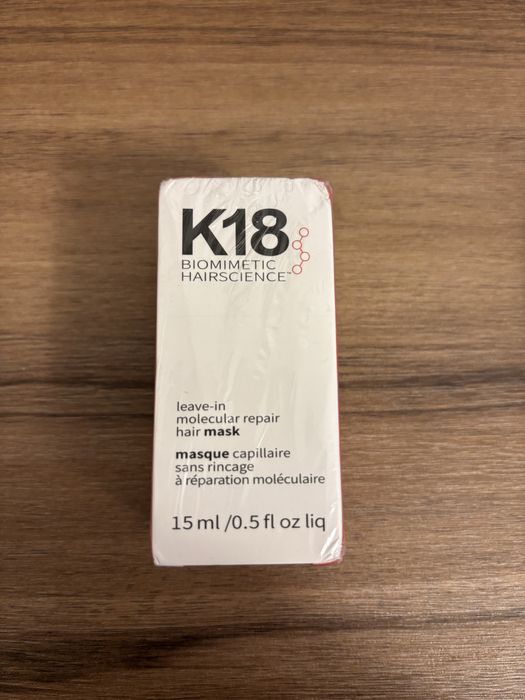 K18
BIOMIMETIC
HAIRSCIENCE™
leave-in
molecular repair
hair mask
masque capillaire
sans rincage
à réparation moléculaire
15 ml /0.5 fl oz liq